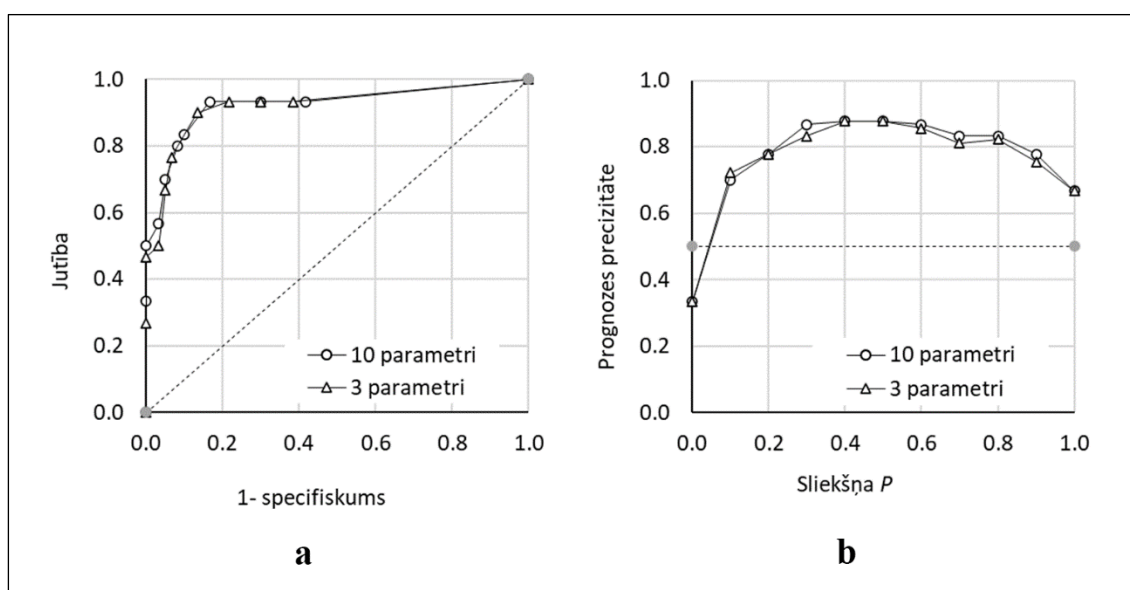 1.0
0.8
0.6
0.4
0.2
0.0
Jutība
10 parametri
3 parametri
0.0 0.2 0.4 0.6 0.8 1.0
1- specifiskums
a
1.0
0.8
0.6
0.4
0.2
0.0
Prognozes precizitāte
10 parametri
3 parametri
0.0 0.2 0.4 0.6 0.8 1.0
Sliekšņa P
b